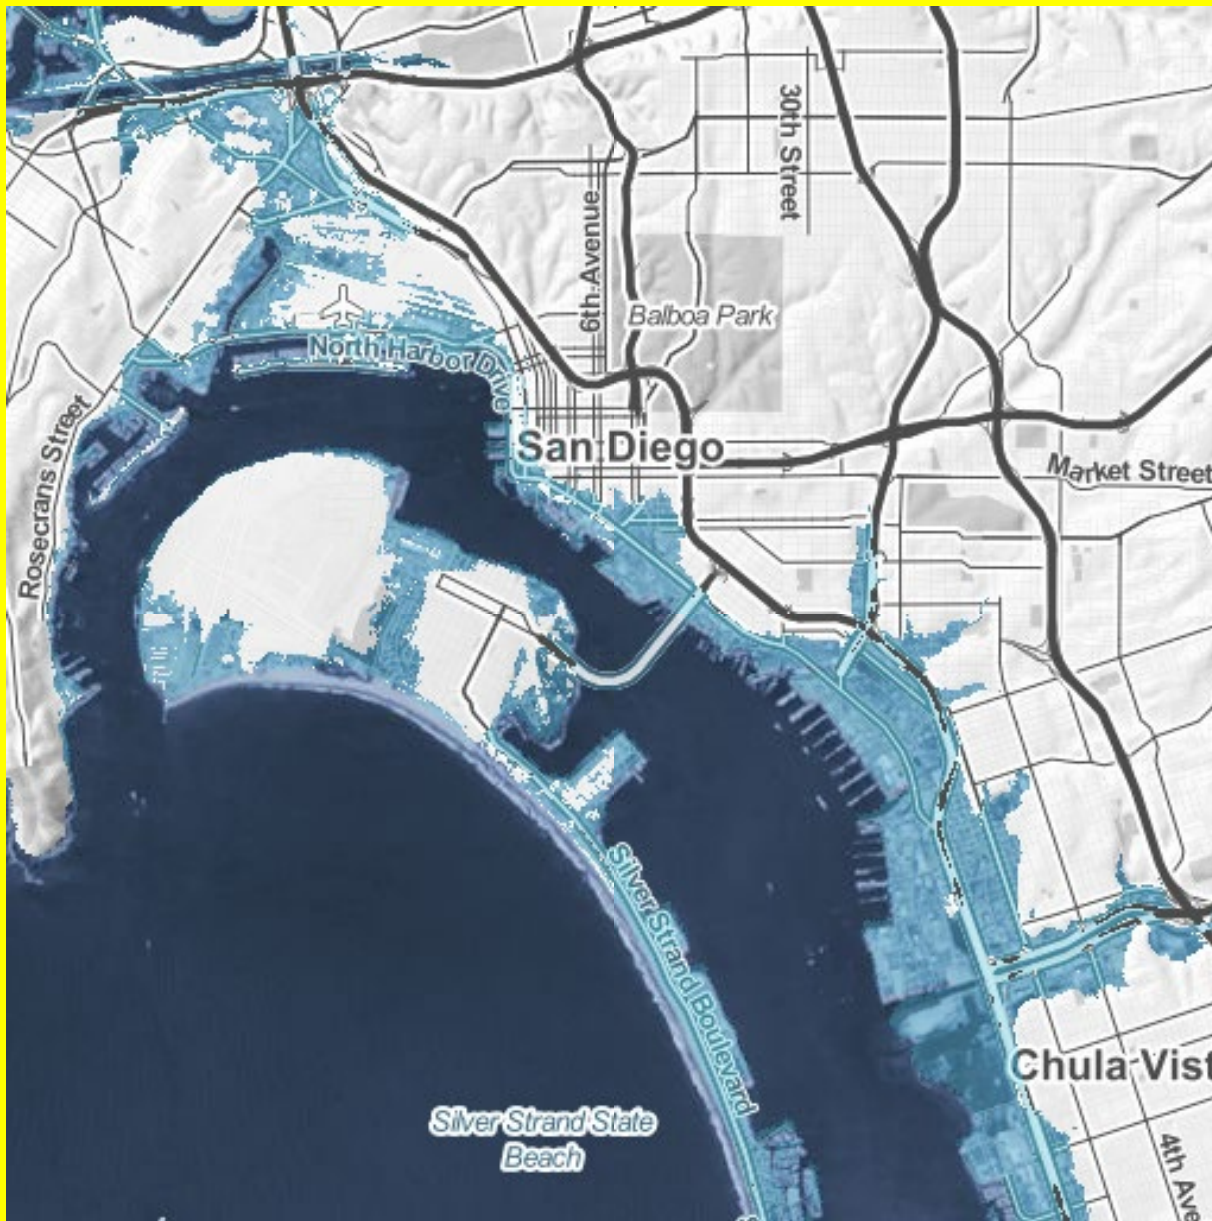 30th Street
6th Avenue
Balboa Park
North Harbor Drive
San Diego
Market Street
Rosecrans Street
Silver Strand Boulevard
Chula Vist
Silver Strand State
Beach
4th Ave